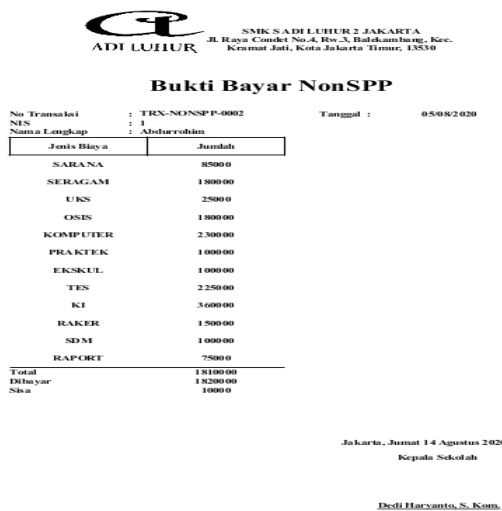 ADI LUHUR
SMK S ADI LUHUR 2 JAKARTA
Jl. Raya Condet No.4, Rw.3, Balekambang, Kec.
Kramat Jati, Kota Jakarta Timur, 13530
Bukti Bayar NonSPP
No Transaksi : TRX-NONSPP-0002 Tanggal : 05/08/2020
NIS : 1
Nama Lengkap : Abdurrohim
Jenis Biaya Jumlah
SARANA 85000
SERAGAM 180000
UKS 25000
OSIS 180000
KOMPUTER 230000
PRAKTEK 100000
EKSKUL 100000
TES 225000
KI 360000
RAKER 150000
SDM 100000
RAPORT 75000
Total 1810000
Dibayar 1820000
Sisa 10000
Jakarta, Jumat 14 Agustus 2020
Kepala Sekolah
Dedi Haryanto, S. Kom,